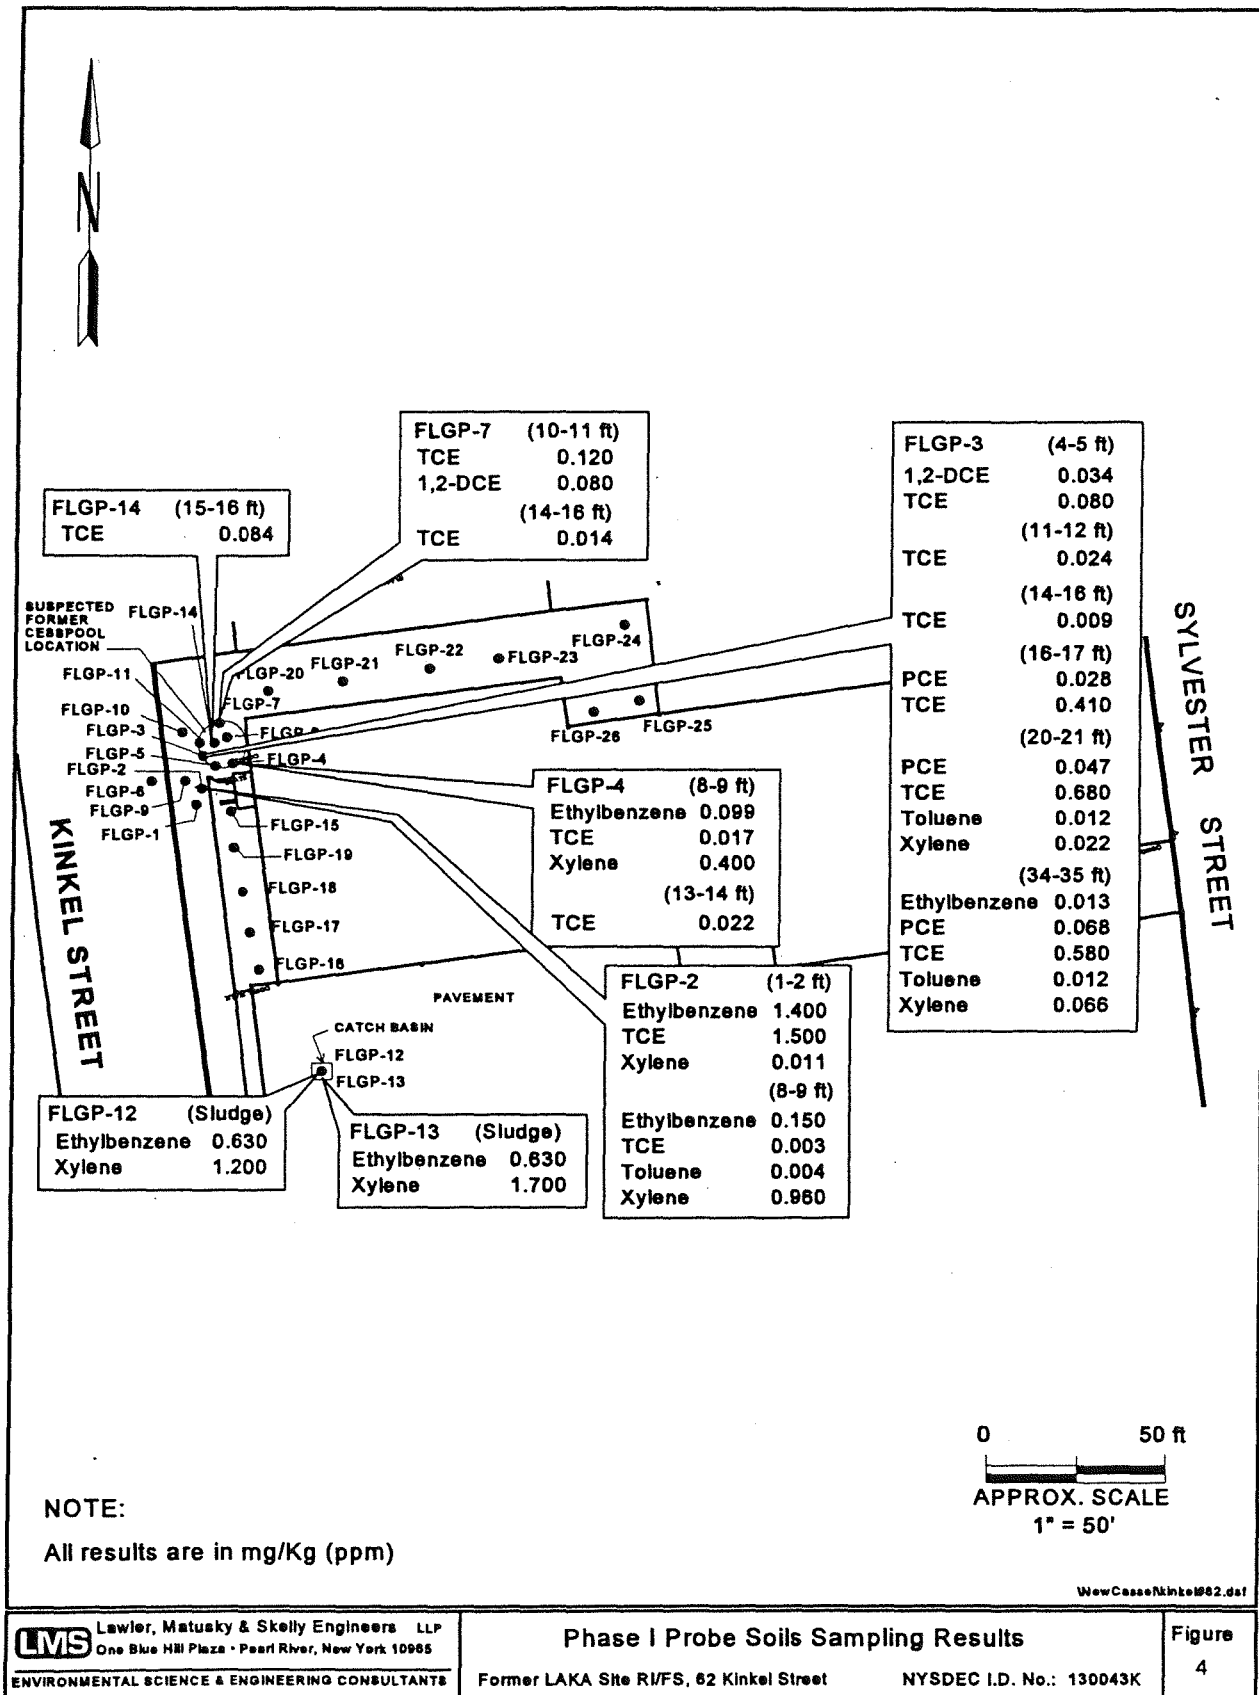 N
FLGP-7 (10-11 ft)
TCE 0.120
1,2-DCE 0.080
(14-16 ft)
TCE 0.014
FLGP-14 (15-16 ft)
TCE 0.084
FLGP-3 (4-5 ft)
1,2-DCE 0.034
TCE 0.080
(11-12 ft)
TCE 0.024
(14-16 ft)
TCE 0.009
(16-17 ft)
PCE 0.028
TCE 0.410
(20-21 ft)
PCE 0.047
TCE 0.680
Toluene 0.012
Xylene 0.022
(34-35 ft)
Ethylbenzene 0.013
PCE 0.068
TCE 0.580
Toluene 0.012
Xylene 0.066
SUSPECTED
FORMER
CESSPOOL
LOCATION
FLGP-14
FLGP-11
FLGP-10
FLGP-3
FLGP-5
FLGP-2
FLGP-6
FLGP-9
FLGP-1
FLGP-20
FLGP-21
FLGP-22
FLGP-23
FLGP-24
FLGP-7
FLGP-25
FLGP-26
FLGP-4
FLGP-15
FLGP-19
FLGP-18
FLGP-17
FLGP-16
KINKEL STREET
SYLVESTER STREET
FLGP-4 (8-9 ft)
Ethylbenzene 0.099
TCE 0.017
Xylene 0.400
(13-14 ft)
TCE 0.022
PAVEMENT
CATCH BASIN
FLGP-12
FLGP-13
FLGP-2 (1-2 ft)
Ethylbenzene 1.400
TCE 1.500
Xylene 0.011
(8-9 ft)
Ethylbenzene 0.150
TCE 0.003
Toluene 0.004
Xylene 0.960
FLGP-12 (Sludge)
Ethylbenzene 0.630
Xylene 1.200
FLGP-13 (Sludge)
Ethylbenzene 0.630
Xylene 1.700
0 50 ft
APPROX. SCALE
1" = 50'
NOTE:
All results are in mg/Kg (ppm)
LMS
Lawler, Matusky & Skelly Engineers LLP
One Blue Hill Plaza • Pearl River, New York 10965
ENVIRONMENTAL SCIENCE & ENGINEERING CONSULTANTS
Phase I Probe Soils Sampling Results
Former LAKA Site RI/FS, 62 Kinkel Street NYSDEC I.D. No.: 130043K
Figure
4